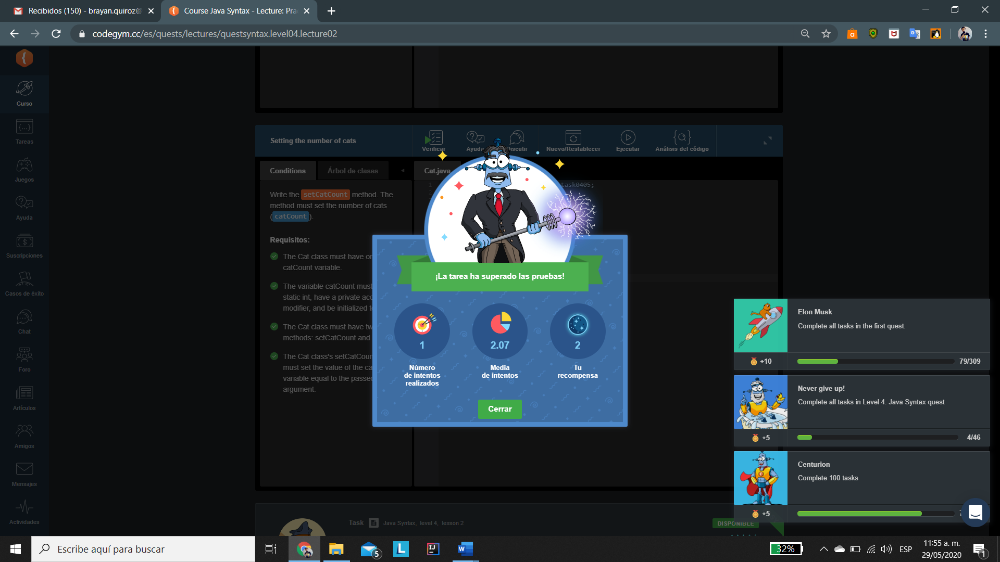 Recibidos (150) - brayan.quiroz@
Course Java Syntax - Lecture: Pra
codegym.cc/es/quests/lectures/questsyntax.level04.lecture02
Curso
Tareas
Juegos
Ayuda
Suscripciones
Casos de éxito
Chat
Foro
Artículos
Amigos
Mensajes
Actividades
Setting the number of cats
Verificar
Ayuda
Discutir
Nuevo/Restablecer
Ejecutar
Análisis del código
Conditions
Árbol de clases
Cat.java
1
task0405;
Write the setCatCount method. The
method must set the number of cats
(catCount).
Requisitos:
The Cat class must have
catCount variable.
The variable catCount must
static int, have a private
modifier, and be initialized
The Cat class must have
methods: setCatCount and
The Cat class's
must set the value of the
variable equal to the passed
argument.
¡La tarea ha superado las pruebas!
1
Número
de intentos
realizados
2.07
Media
de intentos
2
Tu
recompensa
Cerrar
Elon Musk
Complete all tasks in the first quest.
+10
79/309
Never give up!
Complete all tasks in Level 4. Java Syntax quest
+5
4/46
Centurion
Complete 100 tasks
+5
Task
Java Syntax, level 4, lesson 2
DISPONIBLE
Escribe aquí para buscar
5
32%
ESP
11:55 a. m.
29/05/2020
1